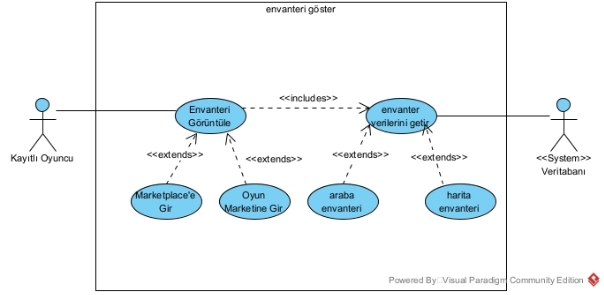 envanteri göster
Envanteri
Görüntüle
<<includes>>
envanter
verilerini getir
Kayıtlı Oyuncu
<<System>>
Veritabanı
<<extends>>
<<extends>>
<<extends>>
<<extends>>
Marketplace'e
Gir
Oyun
Marketine Gir
araba
envanteri
harita
envanteri
Powered By Visual Paradigm Community Edition